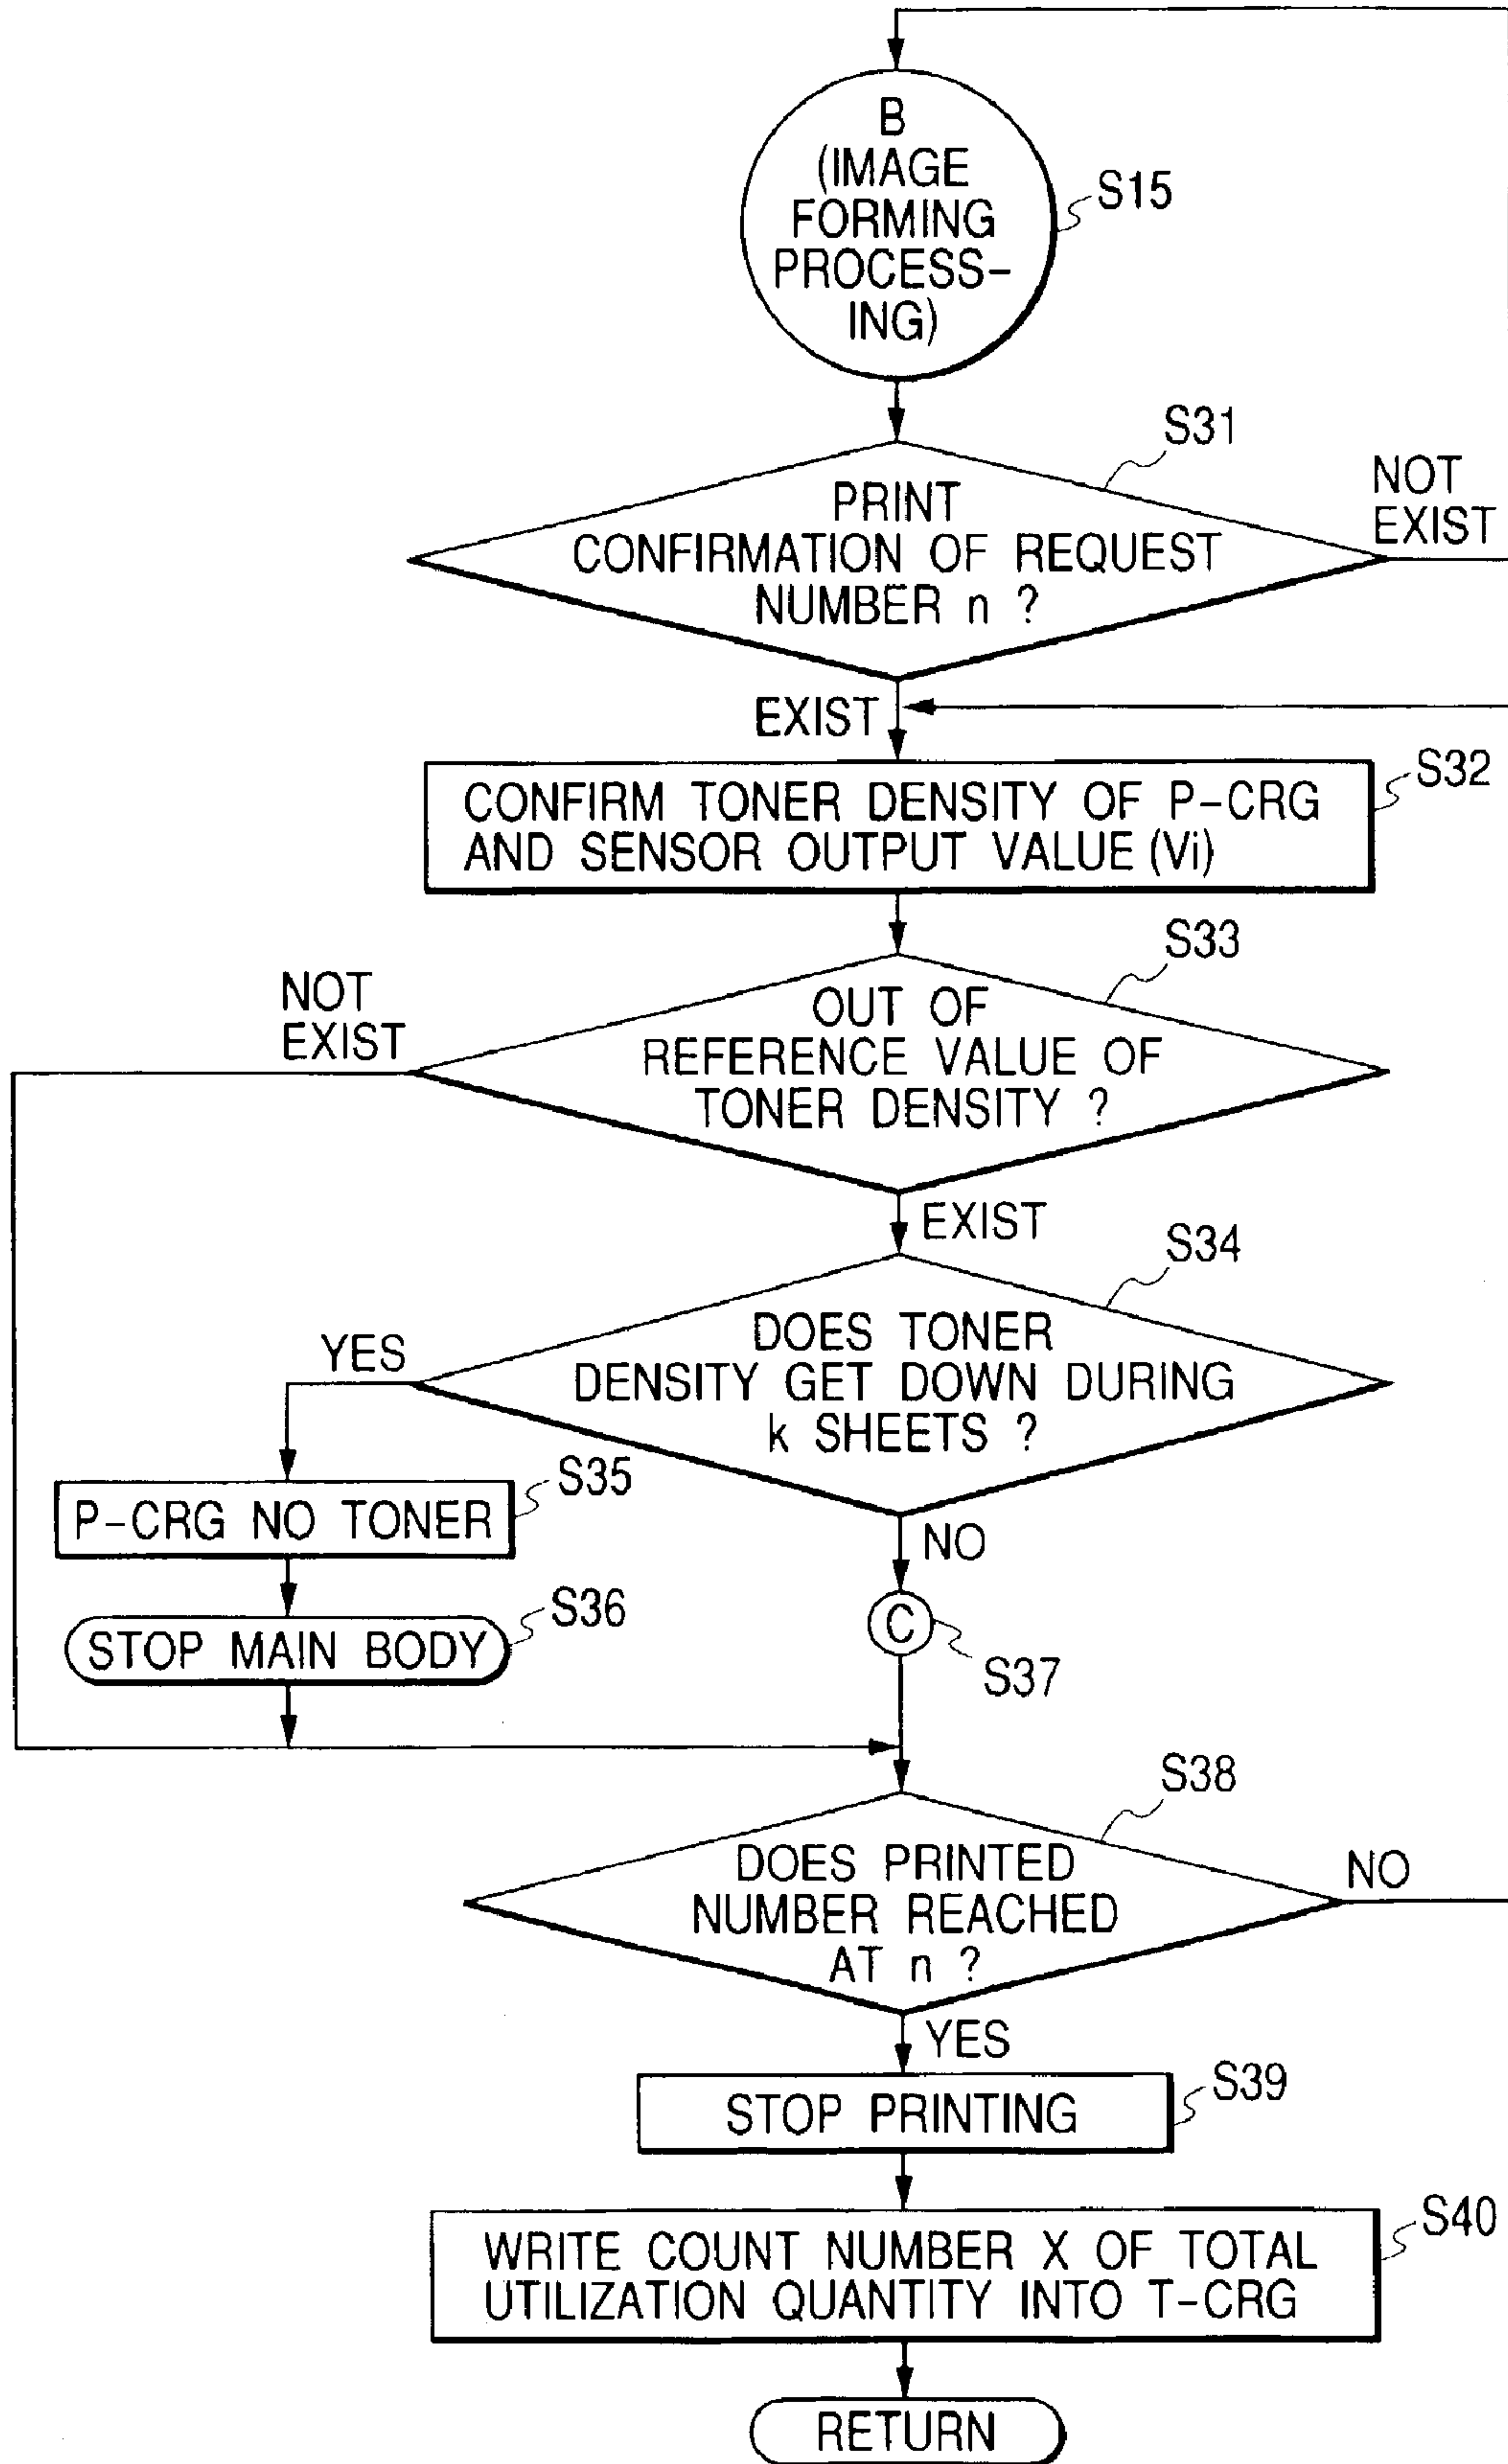 B
(IMAGE
FORMING
PROCESS-
ING)
S15
S31
PRINT
CONFIRMATION OF REQUEST
NUMBER n ?
NOT
EXIST
EXIST
S32
CONFIRM TONER DENSITY OF P-CRG
AND SENSOR OUTPUT VALUE (Vi)
S33
NOT
EXIST
OUT OF
REFERENCE VALUE OF
TONER DENSITY ?
EXIST
S34
YES
DOES TONER
DENSITY GET DOWN DURING
k SHEETS ?
S35
P-CRG NO TONER
NO
S36
STOP MAIN BODY
C
S37
S38
DOES PRINTED
NUMBER REACHED
AT n ?
NO
YES
S39
STOP PRINTING
S40
WRITE COUNT NUMBER X OF TOTAL
UTILIZATION QUANTITY INTO T-CRG
RETURN